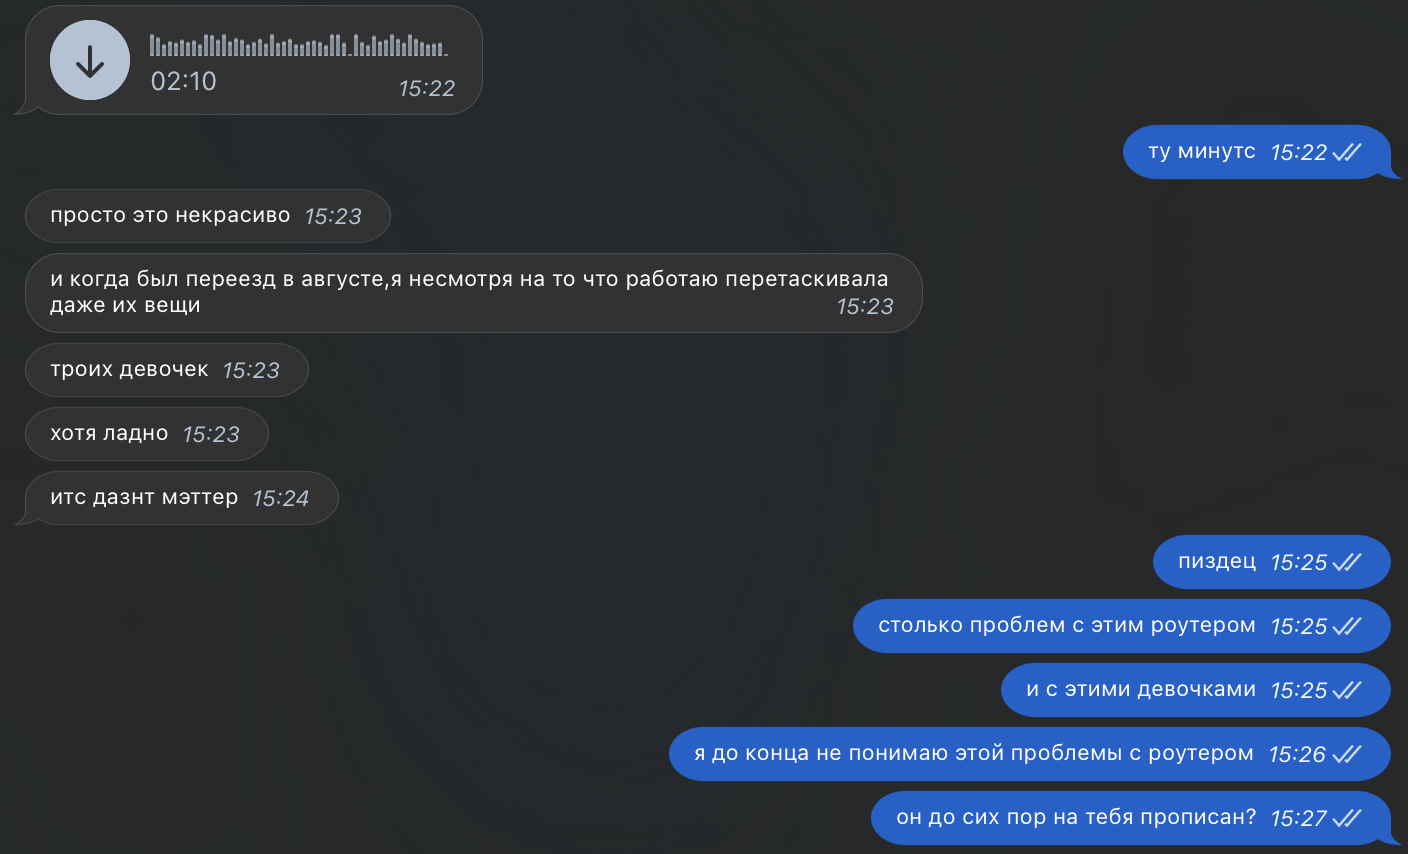 02:10 15:22
ту минутс 15:22
просто это некрасиво 15:23
и когда был переезд в августе,я несмотря на то что работаю перетаскивала
даже их вещи 15:23
троих девочек 15:23
хотя ладно 15:23
итс дазнт мэттер 15:24
пиздец 15:25
столько проблем с этим роутером 15:25
и с этими девочками 15:25
я до конца не понимаю этой проблемы с роутером 15:26
он до сих пор на тебя прописан? 15:27